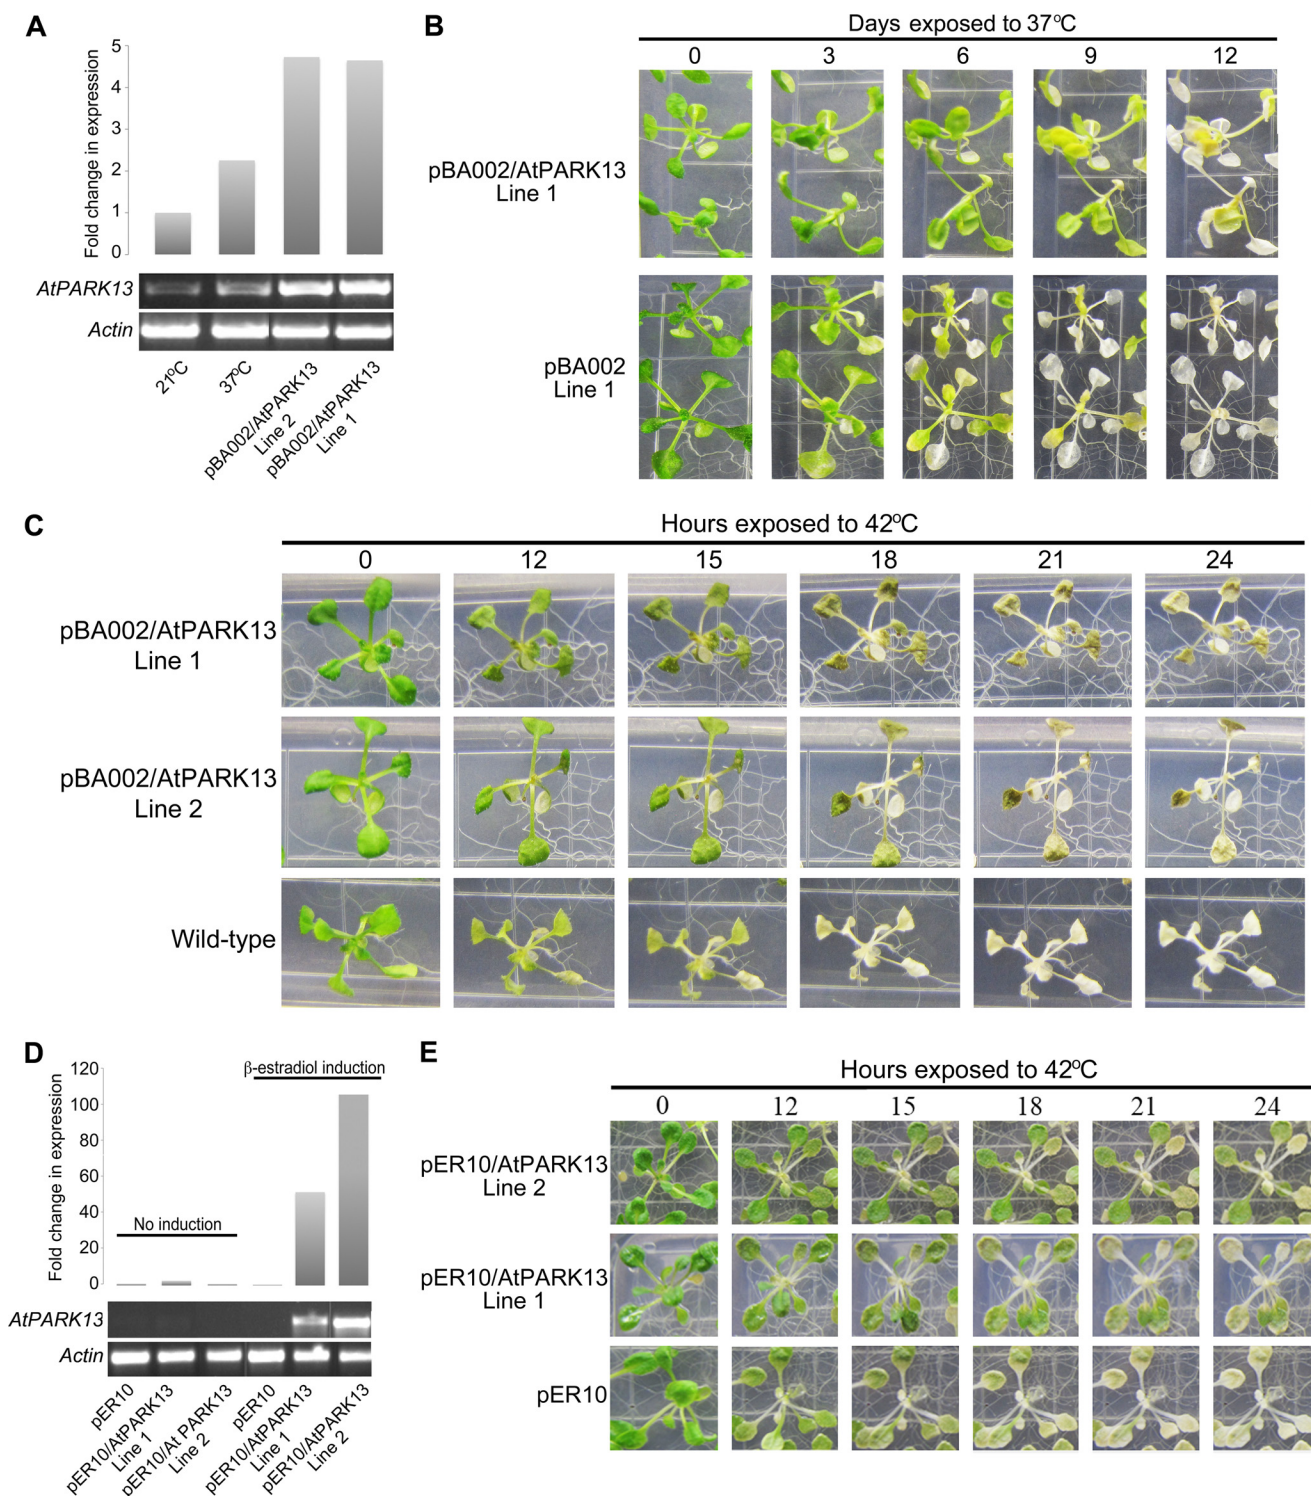 A
Fold change in expression
5
4
3
2
1
0
AtPARK13
Actin
21ºC
37ºC
pBA002/AtPARK13
Line 2
pBA002/AtPARK13
Line 1
B
Days exposed to 37ºC
0 3 6 9 12
pBA002/AtPARK13
Line 1
pBA002
Line 1
C
Hours exposed to 42ºC
0 12 15 18 21 24
pBA002/AtPARK13
Line 1
pBA002/AtPARK13
Line 2
Wild-type
D
Fold change in expression
120
100
80
60
40
20
0
β-estradiol induction
No induction
AtPARK13
Actin
pER10
pER10/AtPARK13
Line 1
pER10/At PARK13
Line 2
pER10
pER10/AtPARK13
Line 1
pER10/AtPARK13
Line 2
E
Hours exposed to 42ºC
0 12 15 18 21 24
pER10/AtPARK13
Line 2
pER10/AtPARK13
Line 1
pER10